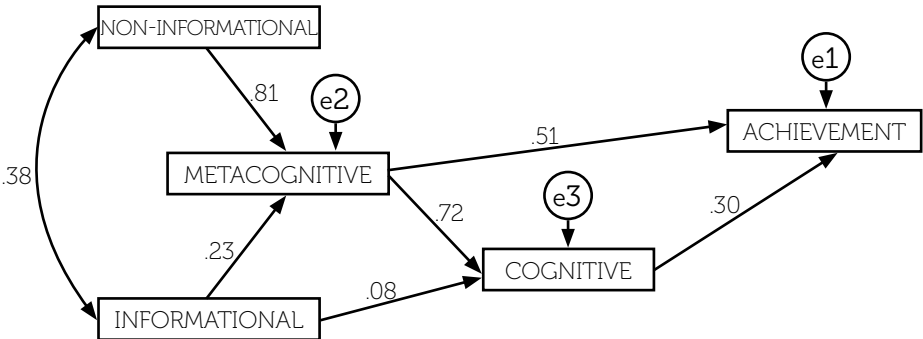 NON-INFORMATIONAL
e1
.81
e2
ACHIEVEMENT
.51
.38
METACOGNITIVE
e3
.72
.30
.23
COGNITIVE
.08
INFORMATIONAL